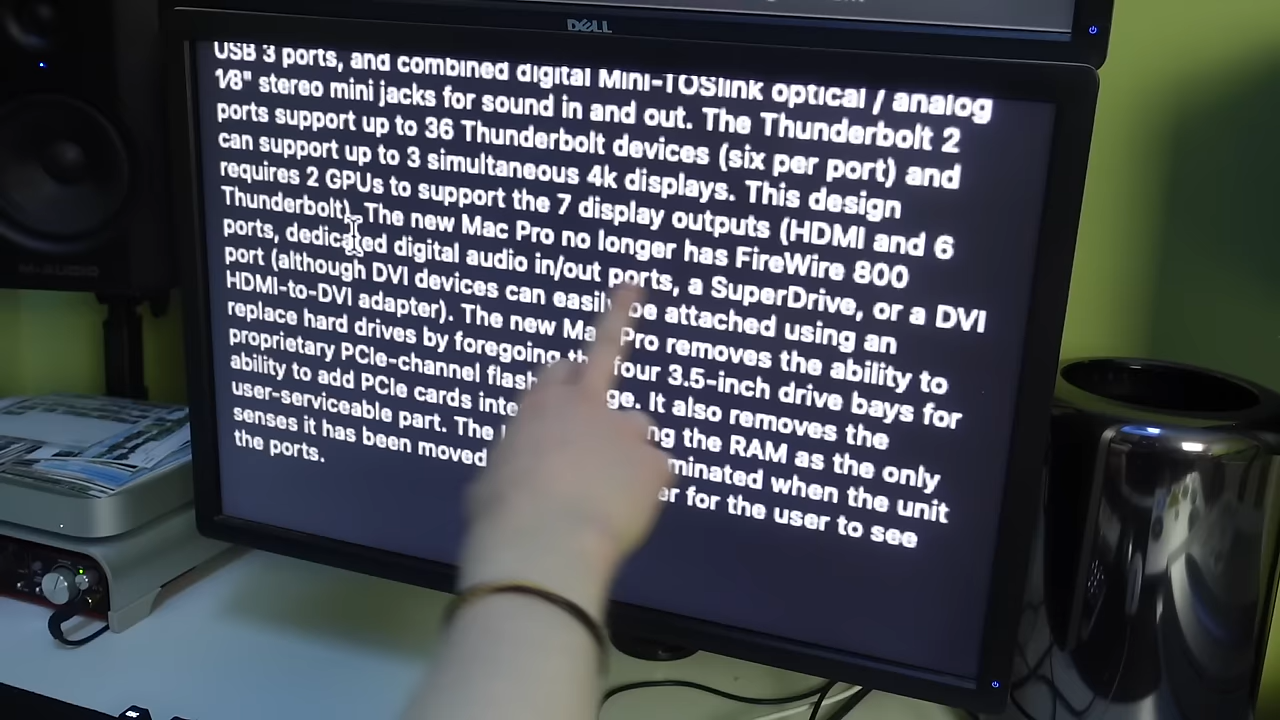 DELL
USB 3 ports, and combined digital Mini-TOSlink optical / analog
1⁄8" stereo mini jacks for sound in and out. The Thunderbolt 2
ports support up to 36 Thunderbolt devices (six per port) and
can support up to 3 simultaneous 4k displays. This design
requires 2 GPUs to support the 7 display outputs (HDMI and 6
Thunderbolt). The new Mac Pro no longer has FireWire 800
ports, dedicated digital audio in/out ports, a SuperDrive, or a DVI
port (although DVI devices can easily be attached using an
HDMI-to-DVI adapter). The new Mac Pro removes the ability to
replace hard drives by foregoing the four 3.5-inch drive bays for
proprietary PCIe-channel flash ge. It also removes the
ability to add PCIe cards inte ng the RAM as the only
user-serviceable part. The minated when the unit
senses it has been moved er for the user to see
the ports.
M-AUDIO